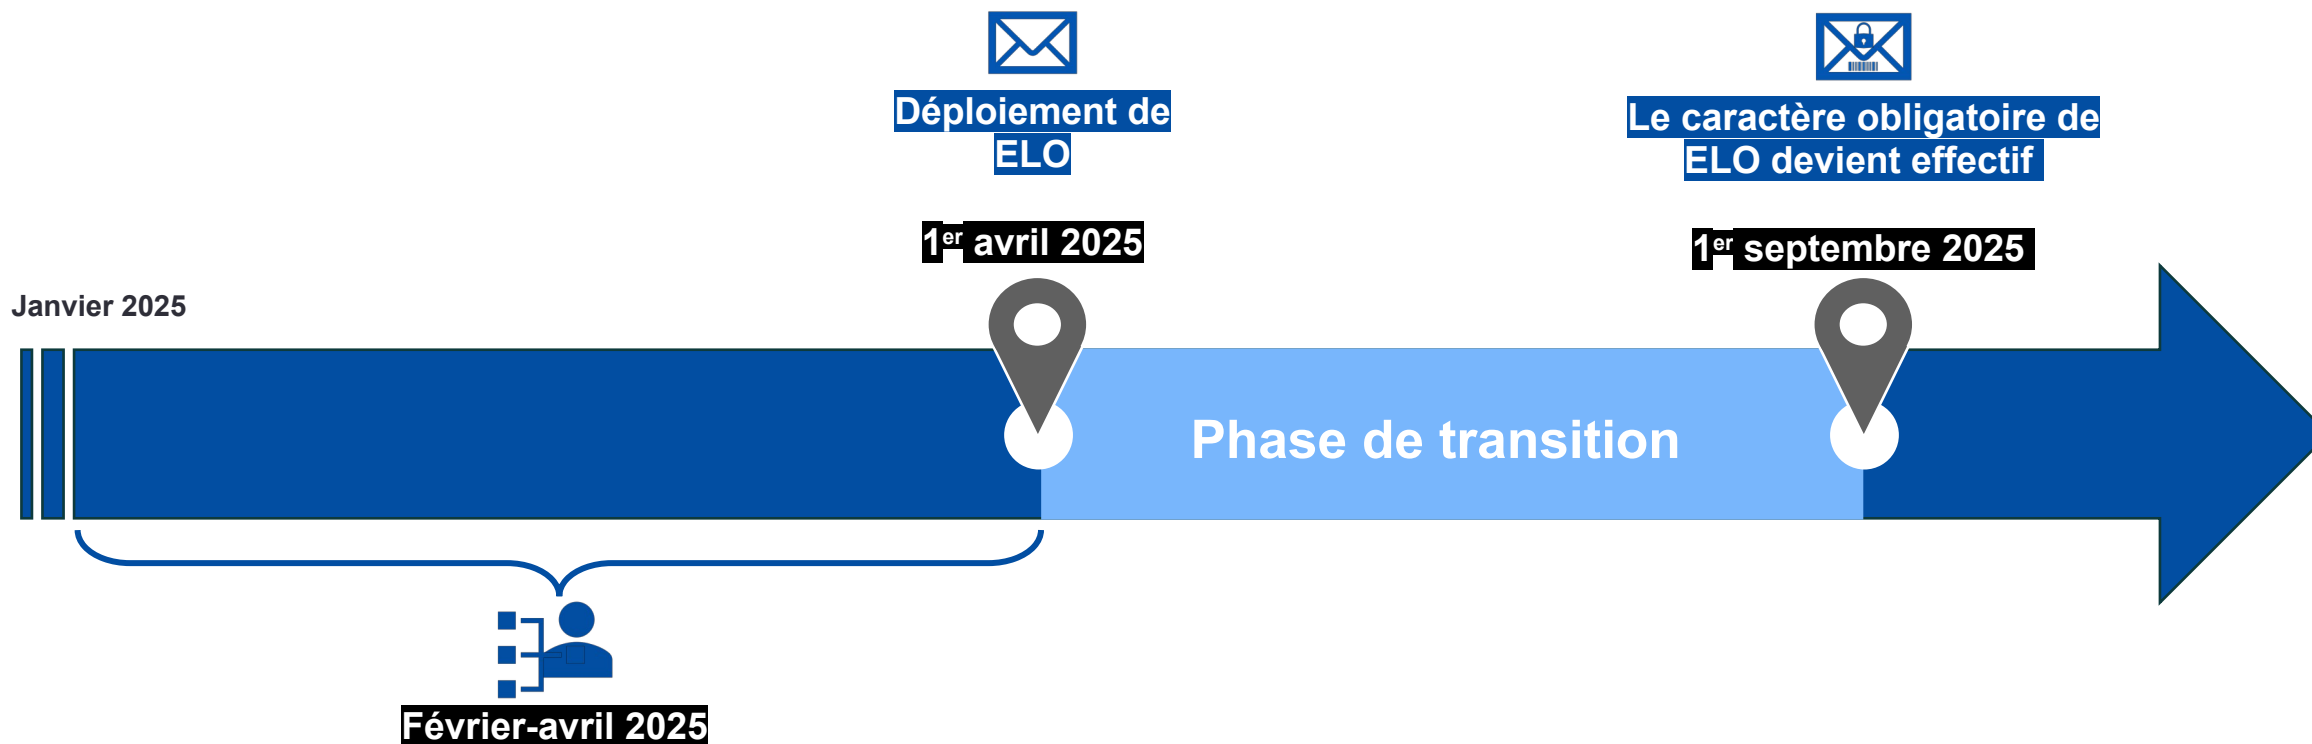 Déploiement de
ELO
Le caractère obligatoire de
ELO devient effectif
1er avril 2025
1er septembre 2025
Janvier 2025
Phase de transition
Février-avril 2025